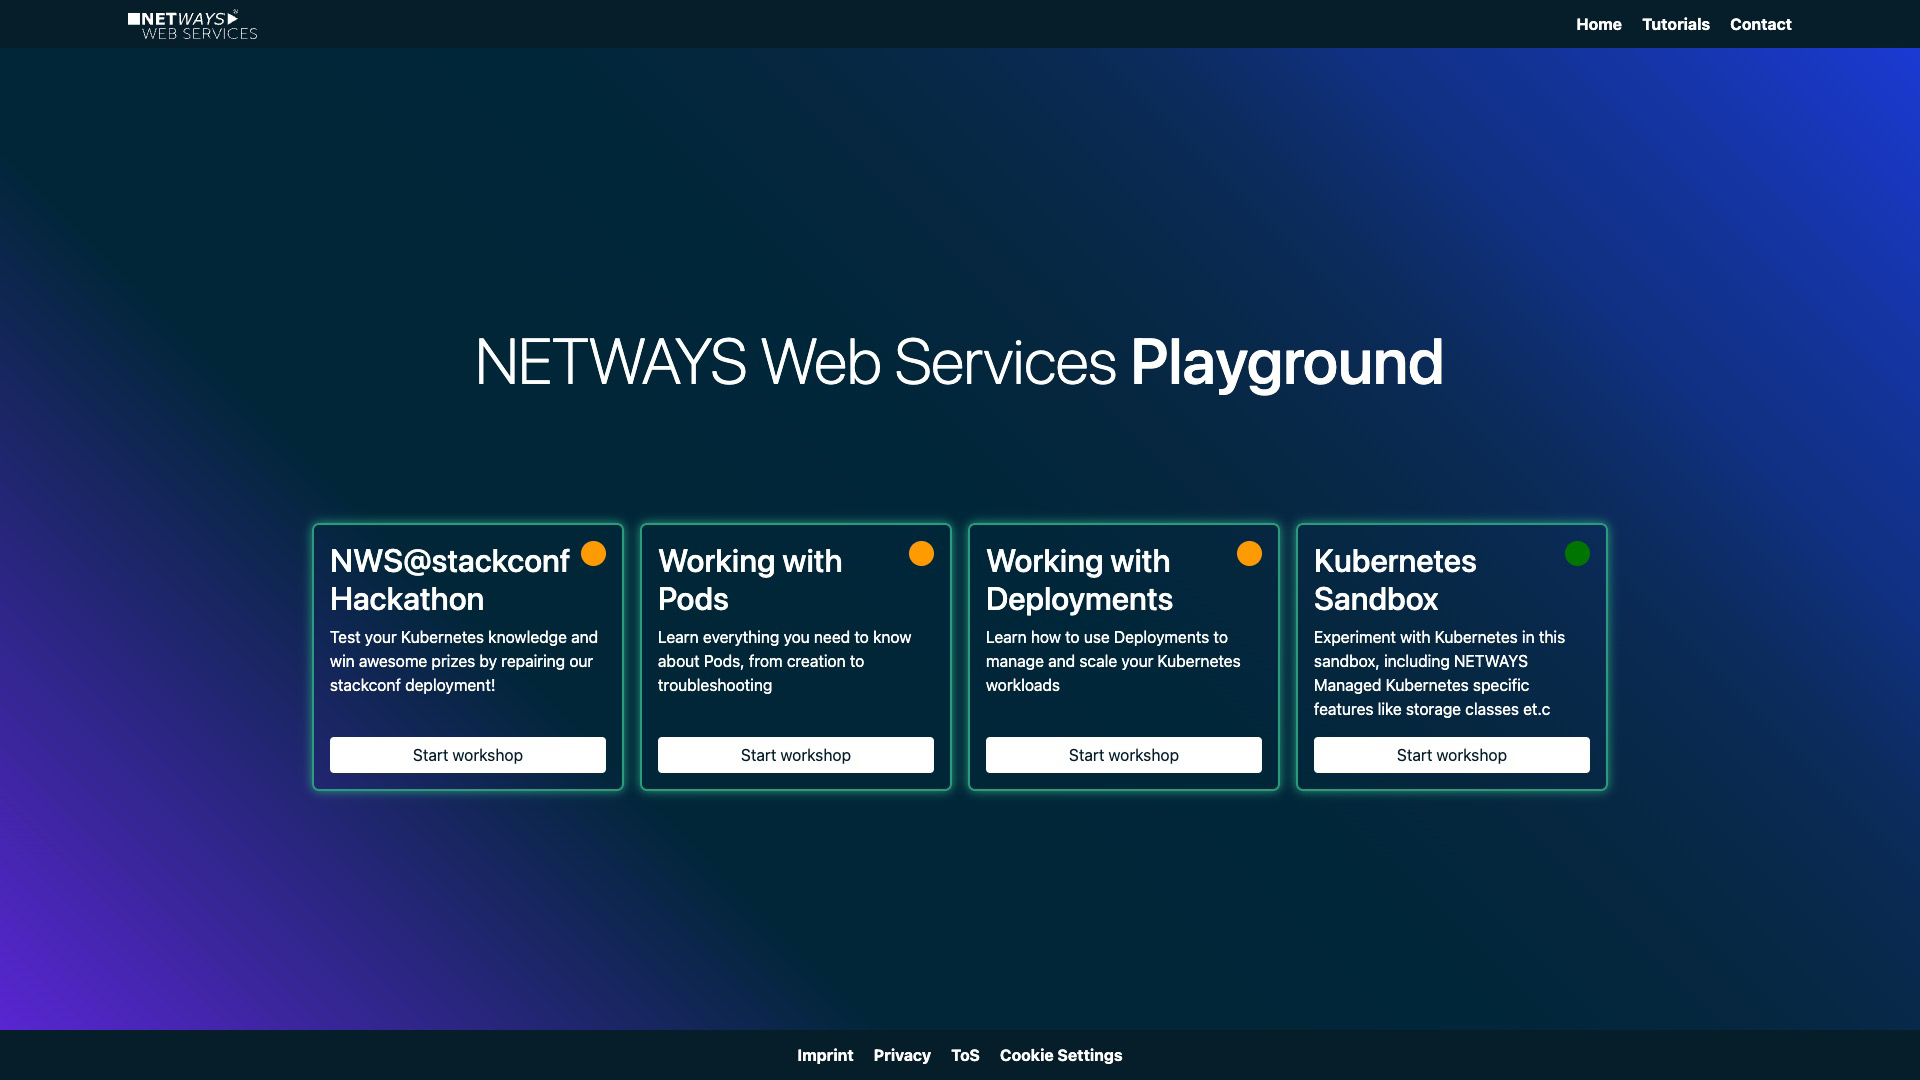 NETWAYS
WEB SERVICES
Home Tutorials Contact
NETWAYS Web Services Playground
NWS@stackconf
Hackathon
Test your Kubernetes knowledge and
win awesome prizes by repairing our
stackconf deployment!
Start workshop
Working with
Pods
Learn everything you need to know
about Pods, from creation to
troubleshooting
Start workshop
Working with
Deployments
Learn how to use Deployments to
manage and scale your Kubernetes
workloads
Start workshop
Kubernetes
Sandbox
Experiment with Kubernetes in this
sandbox, including NETWAYS
Managed Kubernetes specific
features like storage classes et.c
Start workshop
Imprint Privacy ToS Cookie Settings